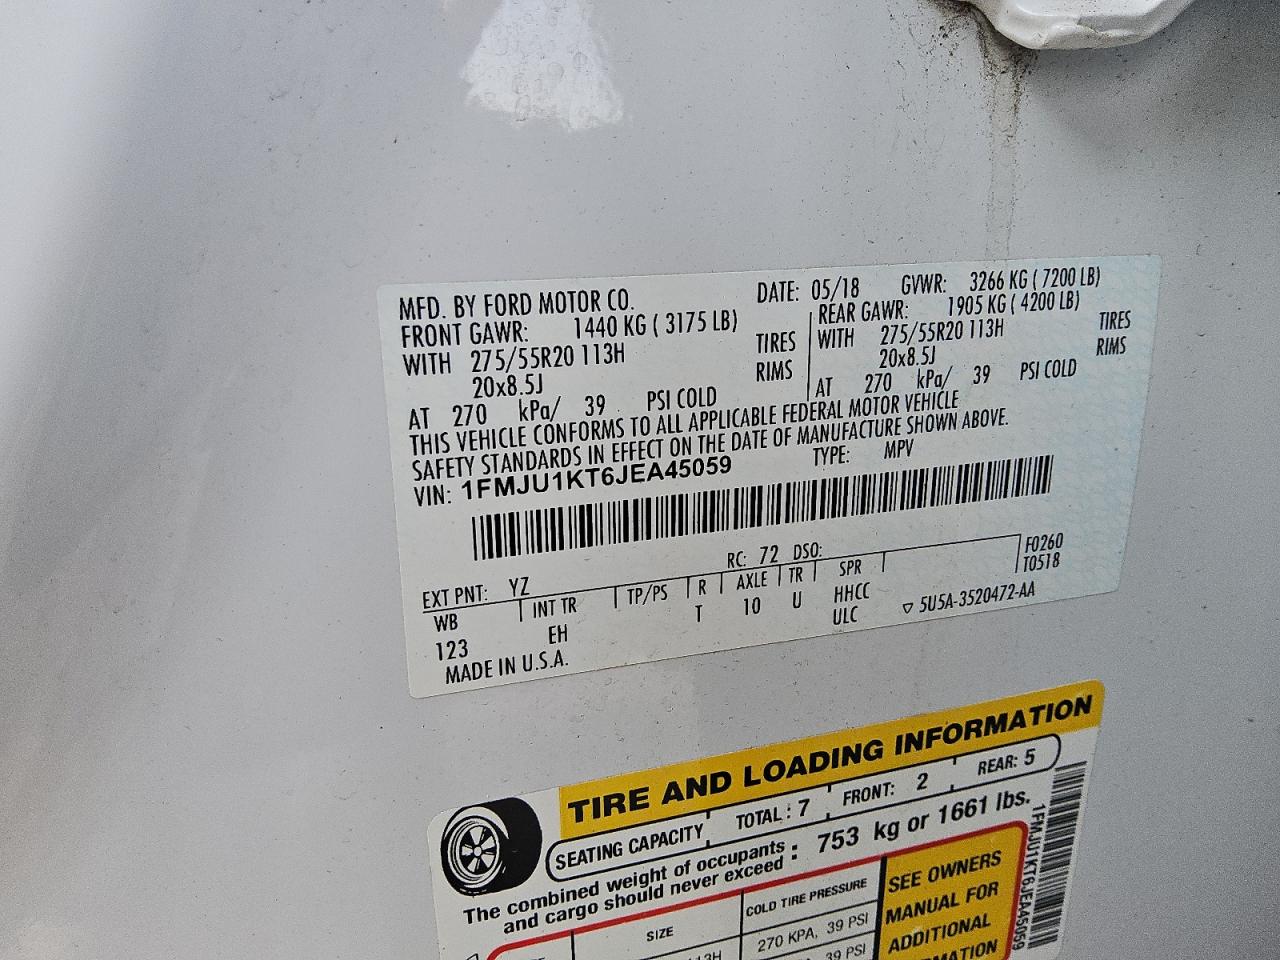 MFD. BY FORD MOTOR CO. DATE: 05/18 GVWR: 3266 KG ( 7200 LB)
FRONT GAWR: 1440 KG ( 3175 LB) REAR GAWR: 1905 KG ( 4200 LB)
WITH 275/55R20 113H TIRES WITH 275/55R20 113H TIRES
20x8.5J RIMS 20x8.5J RIMS
AT 270 kPa/ 39 PSI COLD AT 270 kPa/ 39 PSI COLD
THIS VEHICLE CONFORMS TO ALL APPLICABLE FEDERAL MOTOR VEHICLE
SAFETY STANDARDS IN EFFECT ON THE DATE OF MANUFACTURE SHOWN ABOVE.
VIN: 1FMJU1KT6JEA45059 TYPE: MPV
EXT PNT: YZ RC: 72 DSO: F0260
WB INT TR TP/PS R AXLE TR SPR T0518
123 EH T 10 U HHCC
ULC ▽ 5U5A-3520472-AA
MADE IN U.S.A.
TIRE AND LOADING INFORMATION
SEATING CAPACITY TOTAL : 7 FRONT: 2 REAR: 5
The combined weight of occupants
and cargo should never exceed : 753 kg or 1661 lbs.
SIZE COLD TIRE PRESSURE SEE OWNERS
113H 270 KPA, 39 PSI MANUAL FOR
39 PSI ADDITIONAL
1FMJU1KT6JEA45059